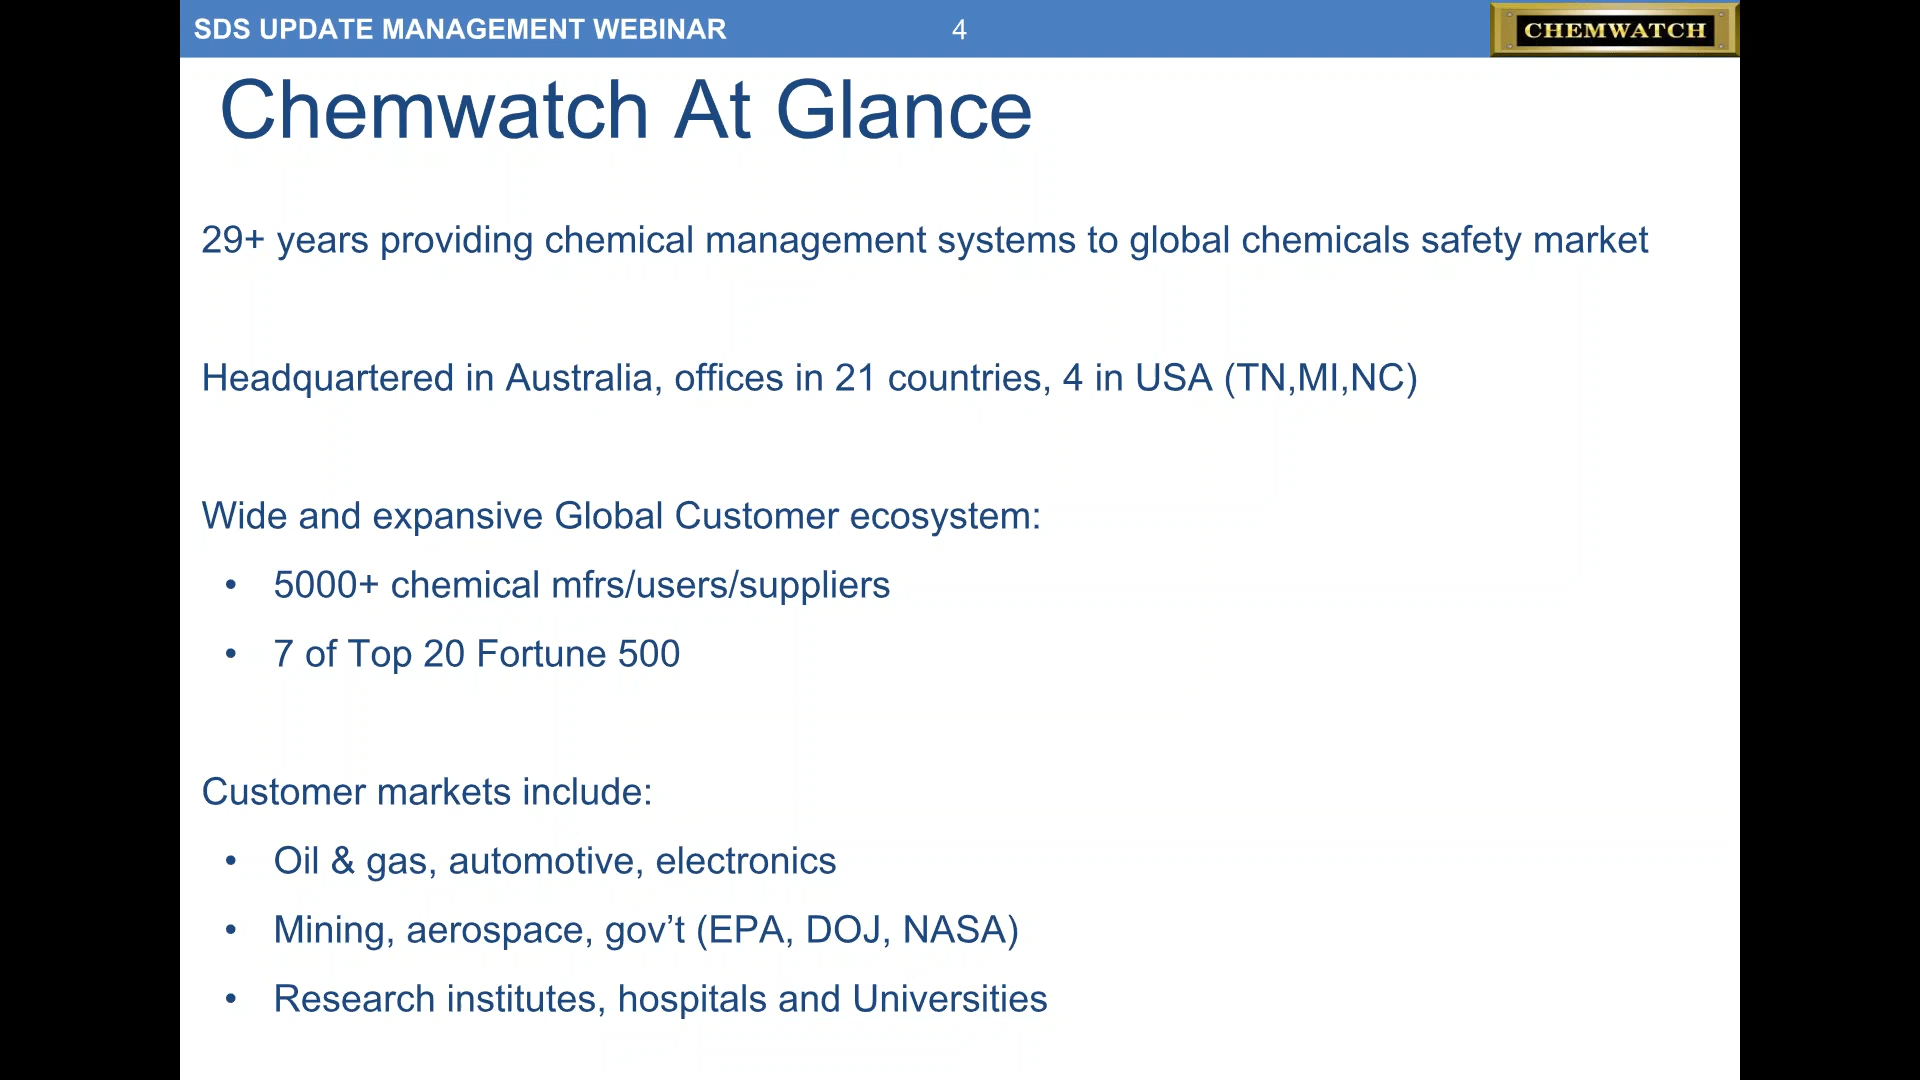 SDS UPDATE MANAGEMENT WEBINAR
4
CHEMWATCH
Chemwatch At Glance
29+ years providing chemical management systems to global chemicals safety market
Headquartered in Australia, offices in 21 countries, 4 in USA (TN,MI,NC)
Wide and expansive Global Customer ecosystem:
• 5000+ chemical mfrs/users/suppliers
• 7 of Top 20 Fortune 500
Customer markets include:
• Oil & gas, automotive, electronics
• Mining, aerospace, gov’t (EPA, DOJ, NASA)
• Research institutes, hospitals and Universities